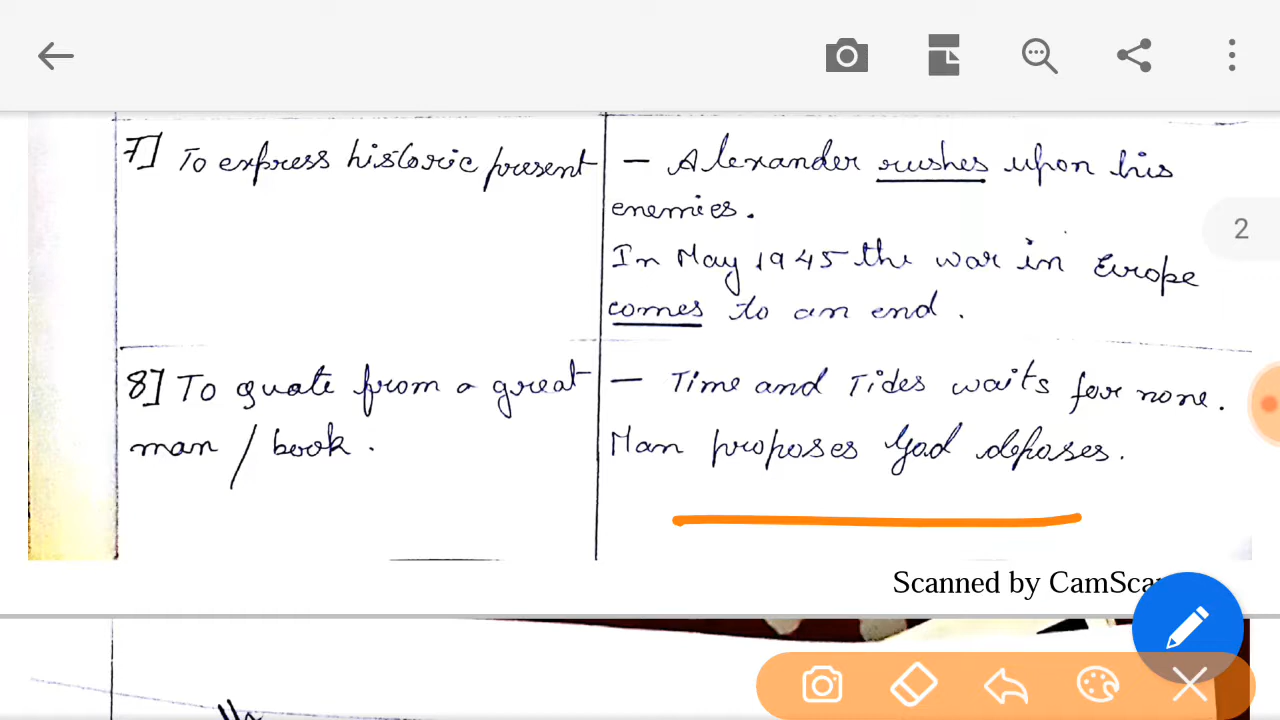 2
7] To express historic present
— Alexander rushes upon his
enemies.
In May 1945 the war in Europe
comes to an end.
8] To quote from a great
man / book.
— Time and Tides waits for none.
Man proposes God deposes.
Scanned by CamSca